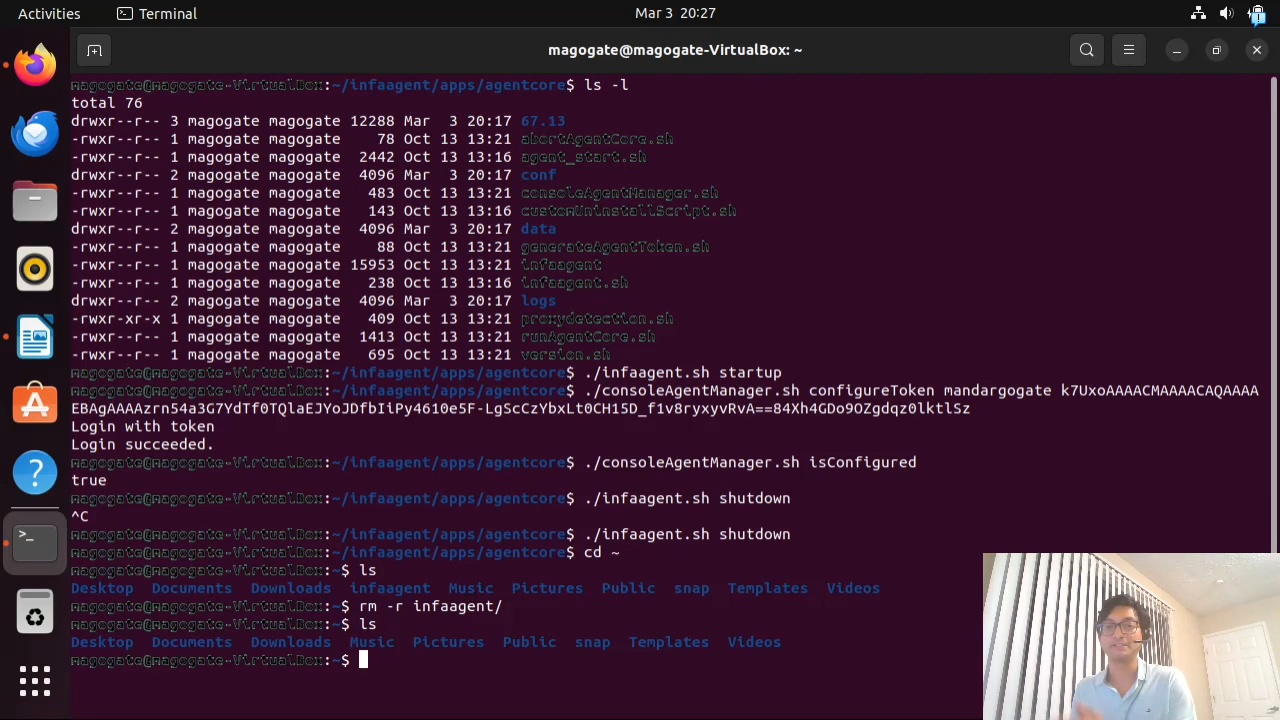 Activities Terminal Mar 3 20:27
magogate@magogate-VirtualBox: ~
magogate@magogate-VirtualBox:~/infaagent/apps/agentcore$ ls -l
total 76
drwxr--r-- 3 magogate magogate 12288 Mar 3 20:17 67.13
-rwxr--r-- 1 magogate magogate 78 Oct 13 13:21 abortAgentCore.sh
-rwxr--r-- 1 magogate magogate 2442 Oct 13 13:16 agent_start.sh
drwxr--r-- 2 magogate magogate 4096 Mar 3 20:17 conf
-rwxr--r-- 1 magogate magogate 483 Oct 13 13:21 consoleAgentManager.sh
-rwxr--r-- 1 magogate magogate 143 Oct 13 13:16 customUninstallScript.sh
drwxr--r-- 2 magogate magogate 4096 Mar 3 20:17 data
-rwxr--r-- 1 magogate magogate 88 Oct 13 13:21 generateAgentToken.sh
-rwxr--r-- 1 magogate magogate 15953 Oct 13 13:21 infaagent
-rwxr--r-- 1 magogate magogate 238 Oct 13 13:16 infaagent.sh
drwxr--r-- 2 magogate magogate 4096 Mar 3 20:17 logs
-rwxr-xr-x 1 magogate magogate 409 Oct 13 13:21 proxydetection.sh
-rwxr--r-- 1 magogate magogate 1413 Oct 13 13:21 runAgentCore.sh
-rwxr--r-- 1 magogate magogate 695 Oct 13 13:21 version.sh
magogate@magogate-VirtualBox:~/infaagent/apps/agentcore$ ./infaagent.sh startup
magogate@magogate-VirtualBox:~/infaagent/apps/agentcore$ ./consoleAgentManager.sh configureToken mandargogate k7UxoAAAACMAAAACAQAAAA
EBAgAAAAzrn54a3G7YdTf0TQlaEJYoJDfbIiPy4610e5F-LgScCzYbxLt0CH15D_f1v8ryxyvRvA==84Xh4GDo9OZgdqz0lktlSz
Login with token
Login succeeded.
magogate@magogate-VirtualBox:~/infaagent/apps/agentcore$ ./consoleAgentManager.sh isConfigured
true
magogate@magogate-VirtualBox:~/infaagent/apps/agentcore$ ./infaagent.sh shutdown
^C
magogate@magogate-VirtualBox:~/infaagent/apps/agentcore$ ./infaagent.sh shutdown
magogate@magogate-VirtualBox:~/infaagent/apps/agentcore$ cd ~
magogate@magogate-VirtualBox:~$ ls
Desktop Documents Downloads infaagent Music Pictures Public snap Templates Videos
magogate@magogate-VirtualBox:~$ rm -r infaagent/
magogate@magogate-VirtualBox:~$ ls
Desktop Documents Downloads Music Pictures Public snap Templates Videos
magogate@magogate-VirtualBox:~$